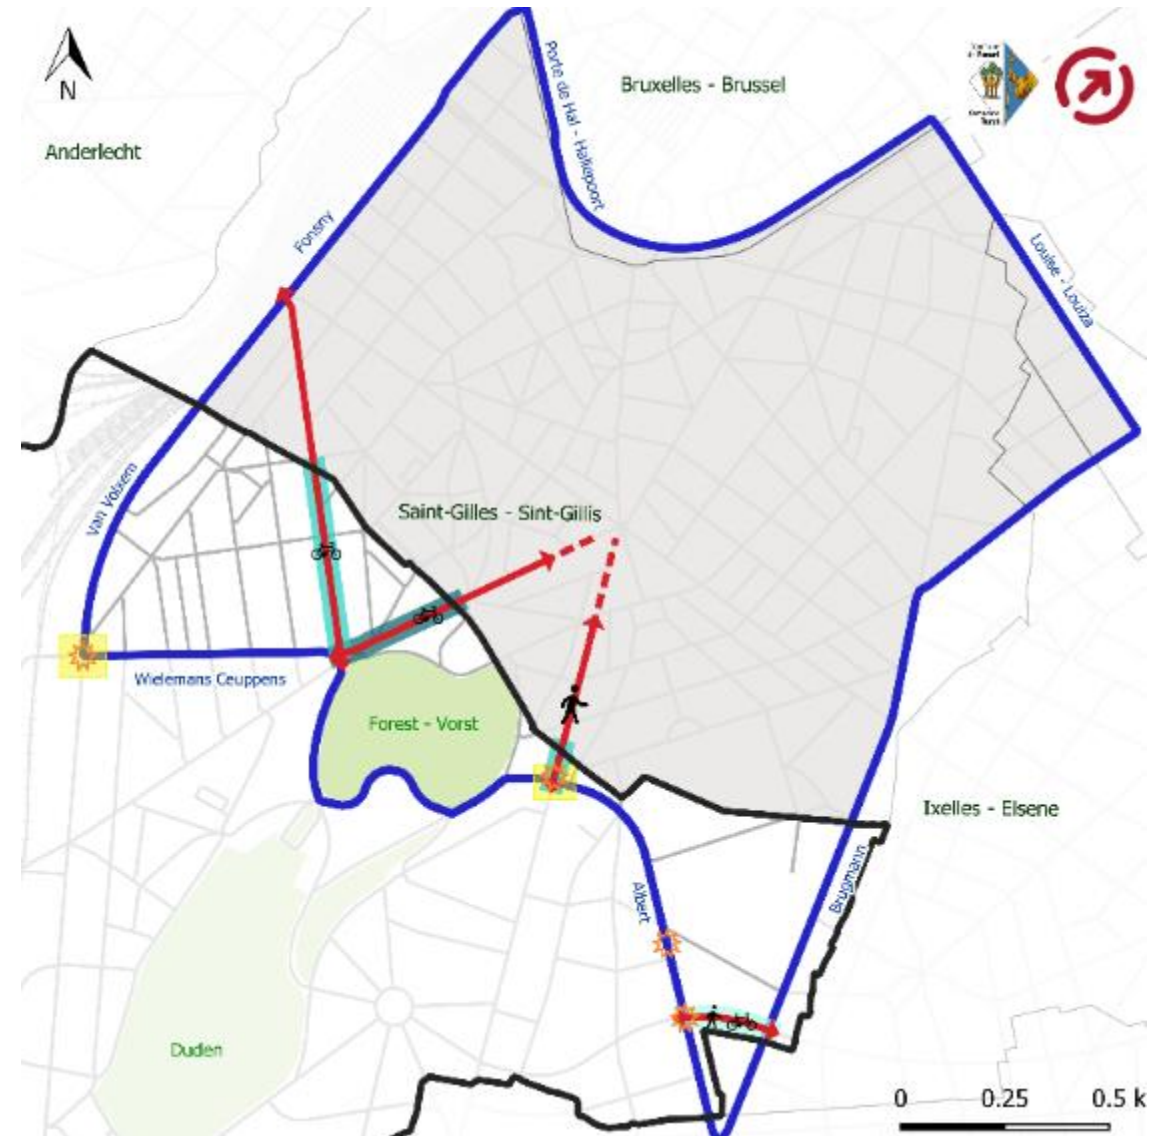 Bruxelles - Brussel
Porte de Hal - Hallepoort
N
Anderlecht
Fonsny
Louise - Louiza
Van Volxem
Saint-Gilles - Sint-Gillis
Wielemans Ceuppens
Forest - Vorst
Ixelles - Elsene
Albert
Brugmann
Duden
0 0.25 0.5 k